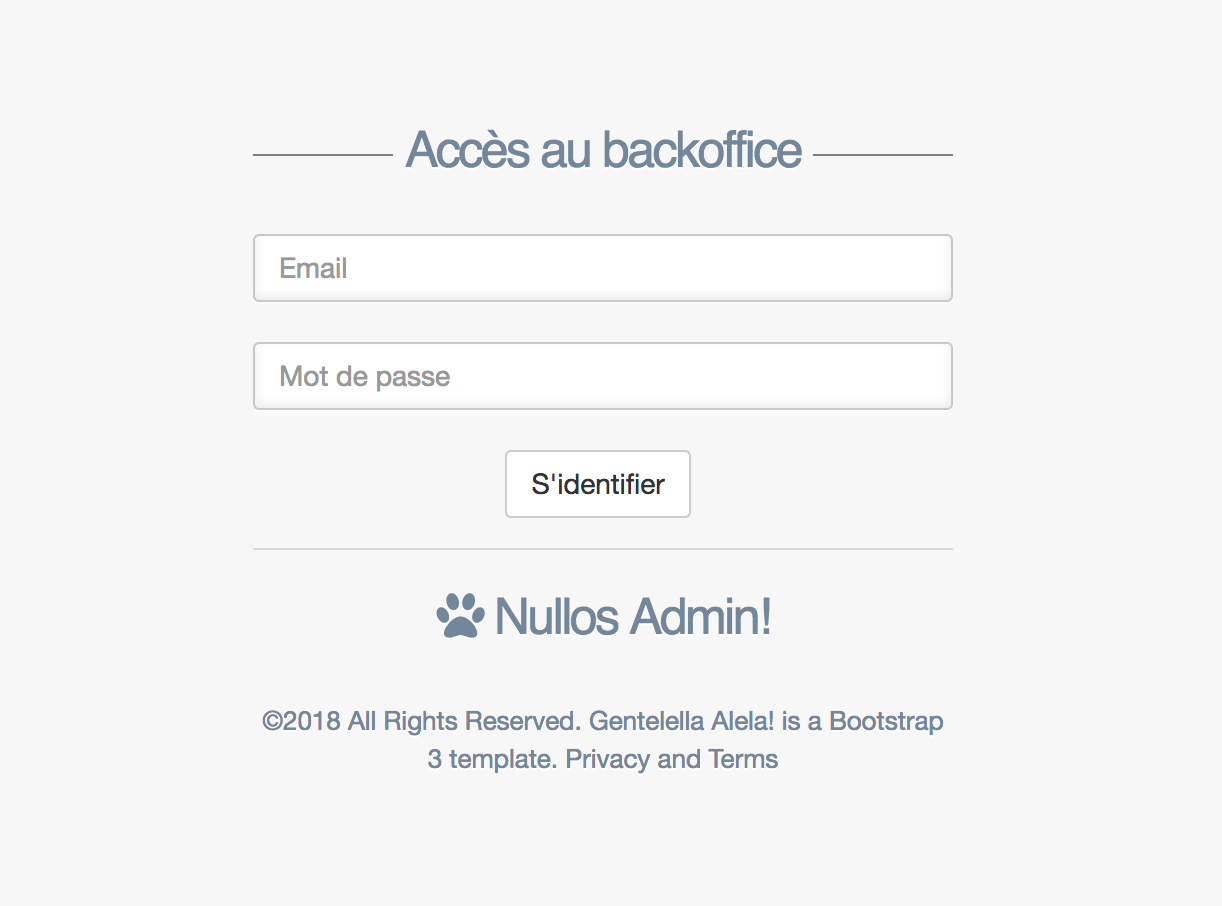 Accès au backoffice
Email
Mot de passe
S'identifier
Nullos Admin!
©2018 All Rights Reserved. Gentelella Alela! is a Bootstrap
3 template. Privacy and Terms